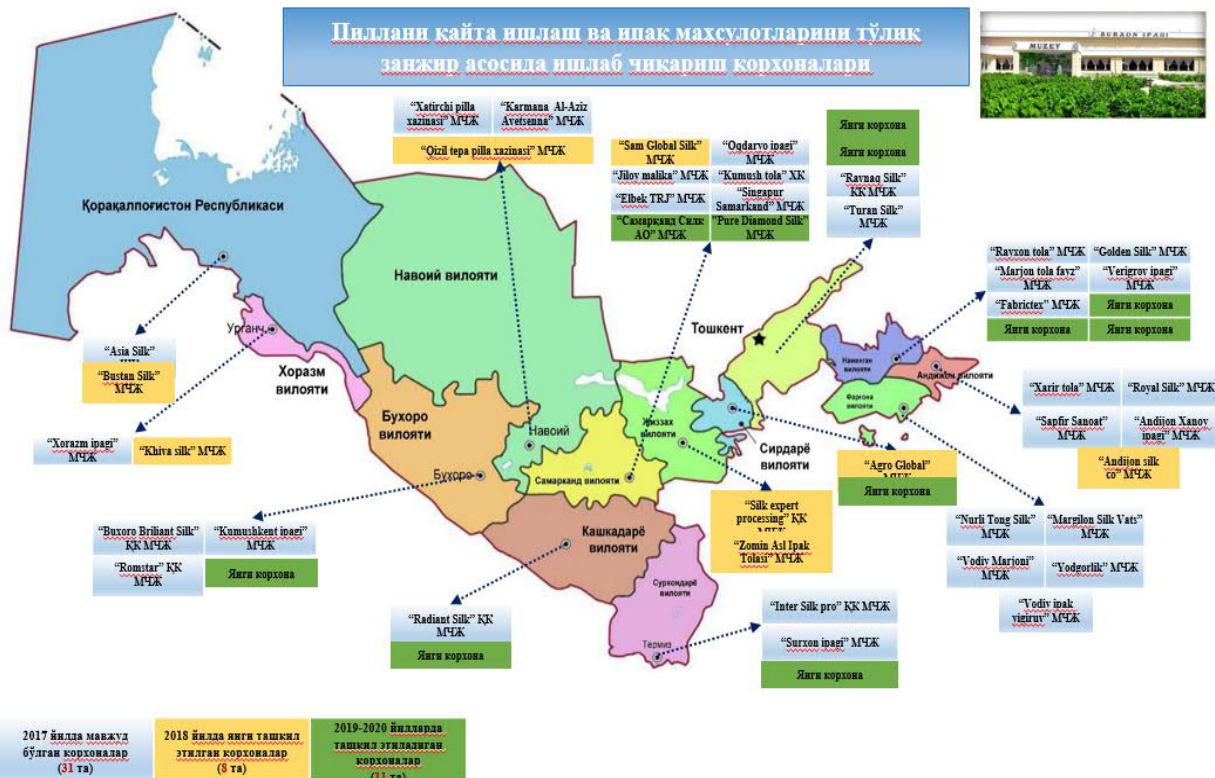 Пиллани қайта ишлаш ва ипак маҳсулотларини тўлиқ
занжир асосида ишлаб чиқариш корхоналари
MUZEY
BUKHON IPAGI
“Xatirchi pilla
xazinasi” МЧЖ
“Karmana Al-Aziz
Avetsenna” МЧЖ
“Qizil tepa pilla xazinasi” МЧЖ
“Sam Global Silk”
МЧЖ
“Oqdaryo ipagi”
МЧЖ
“Jilov malika” МЧЖ
“Kumush tola” ХК
“Elbek TRJ” МЧЖ
“Singapur
Samarkand” МЧЖ
“Самарқанд Силк
АО” МЧЖ
“Pure Diamond Silk”
МЧЖ
Янги корхона
Янги корхона
“Ravnaq Silk”
ҚК МЧЖ
“Turan Silk”
МЧЖ
“Ravxon tola” МЧЖ
“Golden Silk” МЧЖ
“Marjon tola fayz”
МЧЖ
“Verigrov ipagi”
МЧЖ
“Fabrictex” МЧЖ
Янги корхона
Янги корхона
Янги корхона
Қорақалпоғистон Республикаси
Навоий вилояти
Тошкент
Урганч
Хоразм
вилояти
Бухоро
вилояти
Навоий
Бухоро
Самарканд вилояти
Жиззах
вилояти
Сирдарё
вилояти
Наманган
вилояти
Андижон вилояти
Фарғона
вилояти
Кашкадарё
вилояти
Сурхондарё
вилояти
Термиз
“Asia Silk”
“Bustan Silk”
МЧЖ
“Xorazm ipagi”
МЧЖ
“Khiva silk” МЧЖ
“Xarir tola” МЧЖ
“Royal Silk” МЧЖ
“Sapfir Sanoat”
МЧЖ
“Andijon Xanov
ipagi” МЧЖ
“Andijon silk
co” МЧЖ
“Agro Global”
Янги корхона
“Silk expert
processing” ҚК
“Zomin Asl Ipak
Tolasi” МЧЖ
“Buxoro Briliant Silk”
ҚК МЧЖ
“Kumushkent ipagi”
МЧЖ
“Romstar” ҚК
МЧЖ
Янги корхона
“Nurli Tong Silk”
МЧЖ
“Margilon Silk Vats”
МЧЖ
“Vodiy Marjoni”
МЧЖ
“Yodgorlik” МЧЖ
“Vodiy ipak
yigiruv” МЧЖ
“Radiant Silk” ҚК
МЧЖ
Янги корхона
“Inter Silk pro” ҚК МЧЖ
“Surxon ipagi” МЧЖ
Янги корхона
2017 йилда мавжуд
бўлган корхоналар
(31 та)
2018 йилда янги ташкил
этилган корхоналар
(8 та)
2019-2020 йилларда
ташкил этиладиган
корхоналар
(11 та)